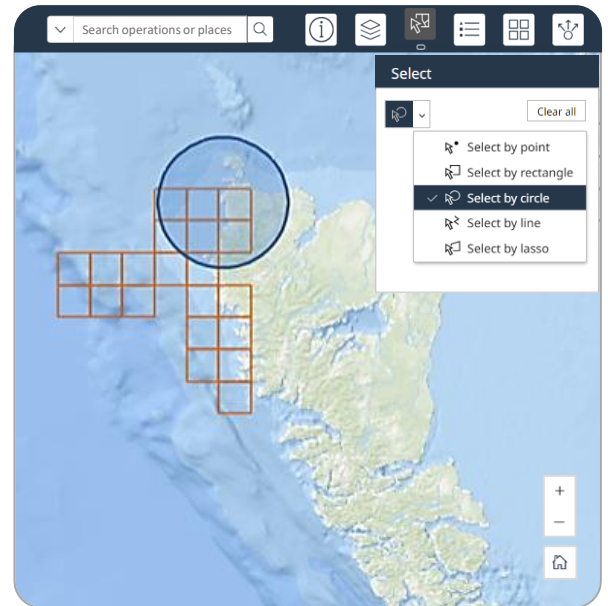 Search operations or places
Select
Clear all
Select by point
Select by rectangle
Select by circle
Select by line
Select by lasso